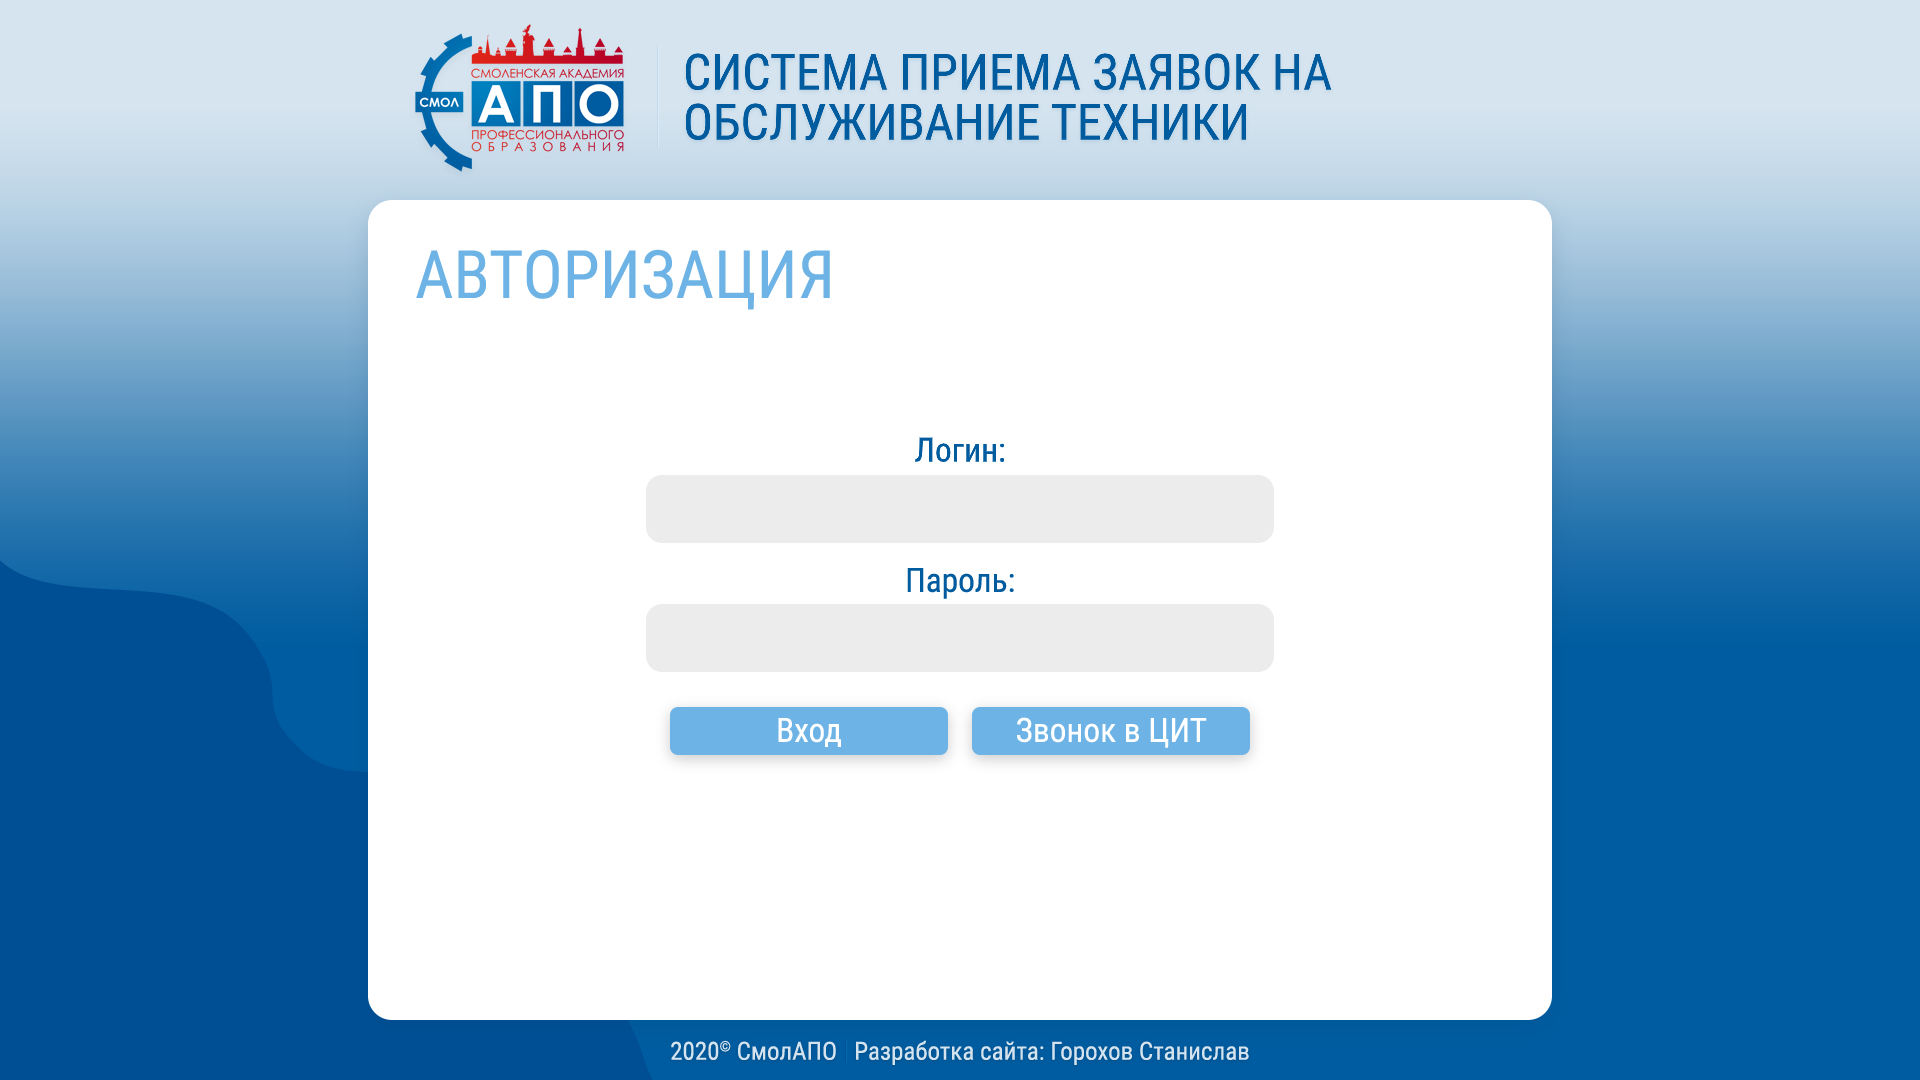 СМОЛЕНСКАЯ АКАДЕМИЯ
СМОЛ
АПО
ПРОФЕССИОНАЛЬНОГО
ОБРАЗОВАНИЯ
СИСТЕМА ПРИЕМА ЗАЯВОК НА
ОБСЛУЖИВАНИЕ ТЕХНИКИ
АВТОРИЗАЦИЯ
Логин:
Пароль:
Вход
Звонок в ЦИТ
2020© СмолАПО
Разработка сайта: Горохов Станислав